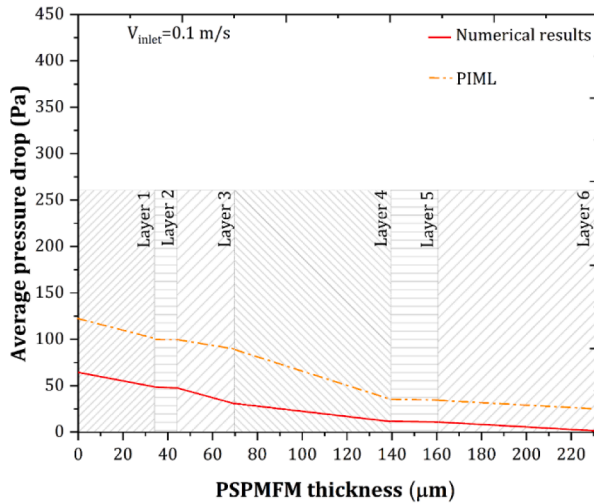 450
400
350
300
250
200
150
100
50
0
Average pressure drop (Pa)
V_inlet=0.1 m/s
Numerical results
PIML
Layer 1
Layer 2
Layer 3
Layer 4
Layer 5
Layer 6
0 20 40 60 80 100 120 140 160 180 200 220
PSPMFM thickness (μm)